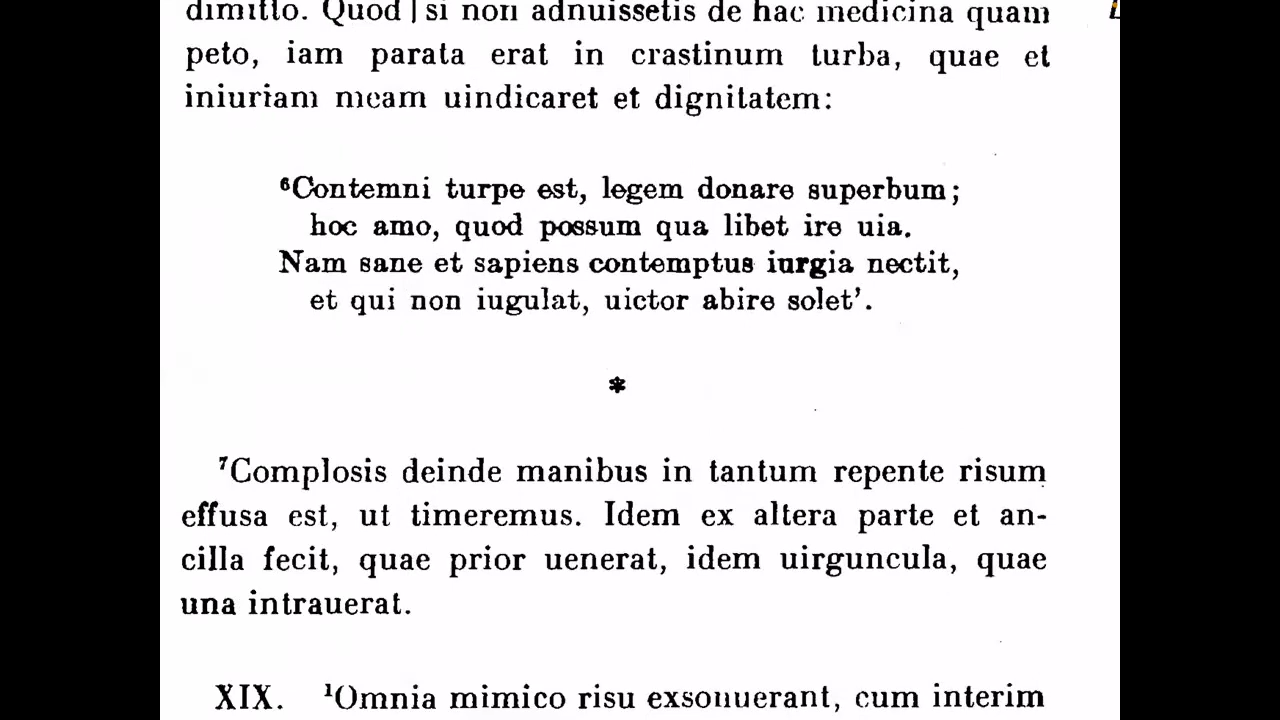 dimitto. Quod | si non adnuissetis de hac medicina quam
peto, iam parata erat in crastinum turba, quae et
iniuriam meam uindicaret et dignitatem:
⁶Contemni turpe est, legem donare superbum;
hoc amo, quod possum qua libet ire uia.
Nam sane et sapiens contemptus iurgia nectit,
et qui non iugulat, uictor abire solet’.
*
⁷Complosis deinde manibus in tantum repente risum
effusa est, ut timeremus. Idem ex altera parte et an-
cilla fecit, quae prior uenerat, idem uirguncula, quae
una intrauerat.
XIX. ¹Omnia mimico risu exsonuerant, cum interim